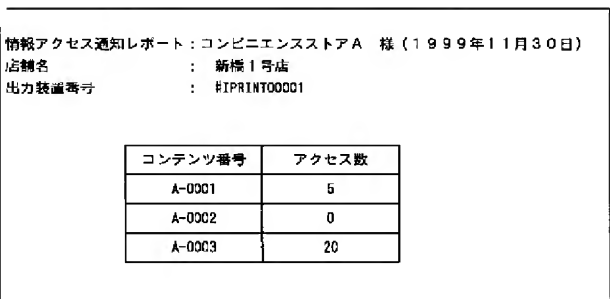 情報アクセス通知レポート：コンビニエンスストアA　様（１９９９年１１月３０日）
店舗名　：　新橋１号店
出力装置番号　：　#IPRINT00001
コンテンツ番号　アクセス数
A-0001　5
A-0002　0
A-0003　20